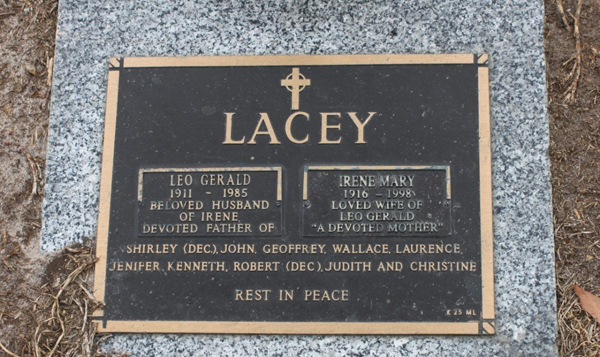 LACEY
LEO GERALD
1911 - 1985
BELOVED HUSBAND
OF IRENE
DEVOTED FATHER OF
IRENE MARY
1916 - 1998
LOVED WIFE OF
LEO GERALD
"A DEVOTED MOTHER"
SHIRLEY (DEC), JOHN, GEOFFREY, WALLACE, LAURENCE,
JENIFER, KENNETH, ROBERT (DEC), JUDITH AND CHRISTINE
REST IN PEACE
K 25 ML